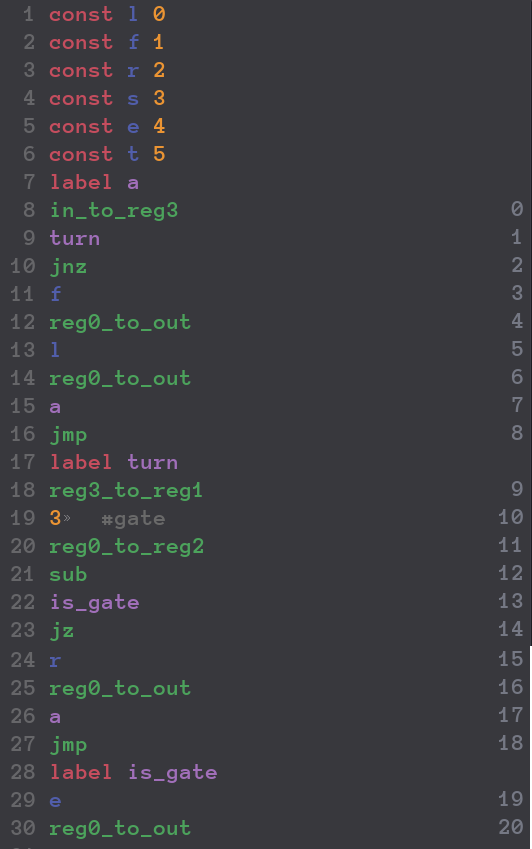 1 const l 0
2 const f 1
3 const r 2
4 const s 3
5 const e 4
6 const t 5
7 label a
8 in_to_reg3 0
9 turn 1
10 jnz 2
11 f 3
12 reg0_to_out 4
13 l 5
14 reg0_to_out 6
15 a 7
16 jmp 8
17 label turn
18 reg3_to_reg1 9
19 3» #gate 10
20 reg0_to_reg2 11
21 sub 12
22 is_gate 13
23 jz 14
24 r 15
25 reg0_to_out 16
26 a 17
27 jmp 18
28 label is_gate
29 e 19
30 reg0_to_out 20